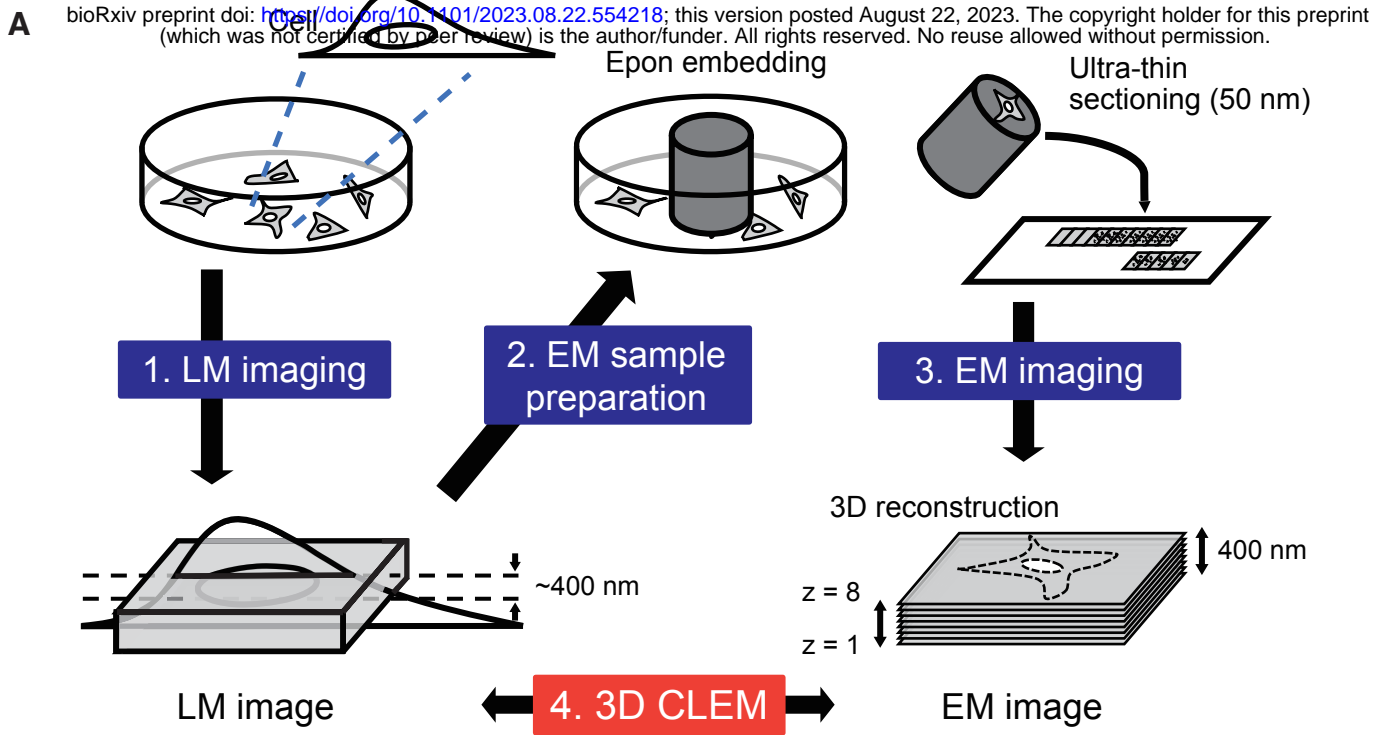 A
bioRxiv preprint doi: https://doi.org/10.1101/2023.08.22.554218; this version posted August 22, 2023. The copyright holder for this preprint
(which was not certified by peer review) is the author/funder. All rights reserved. No reuse allowed without permission.
Cell
Epon embedding
Ultra-thin
sectioning (50 nm)
1. LM imaging
2. EM sample
preparation
3. EM imaging
3D reconstruction
400 nm
~400 nm
z = 8
z = 1
LM image
4. 3D CLEM
EM image